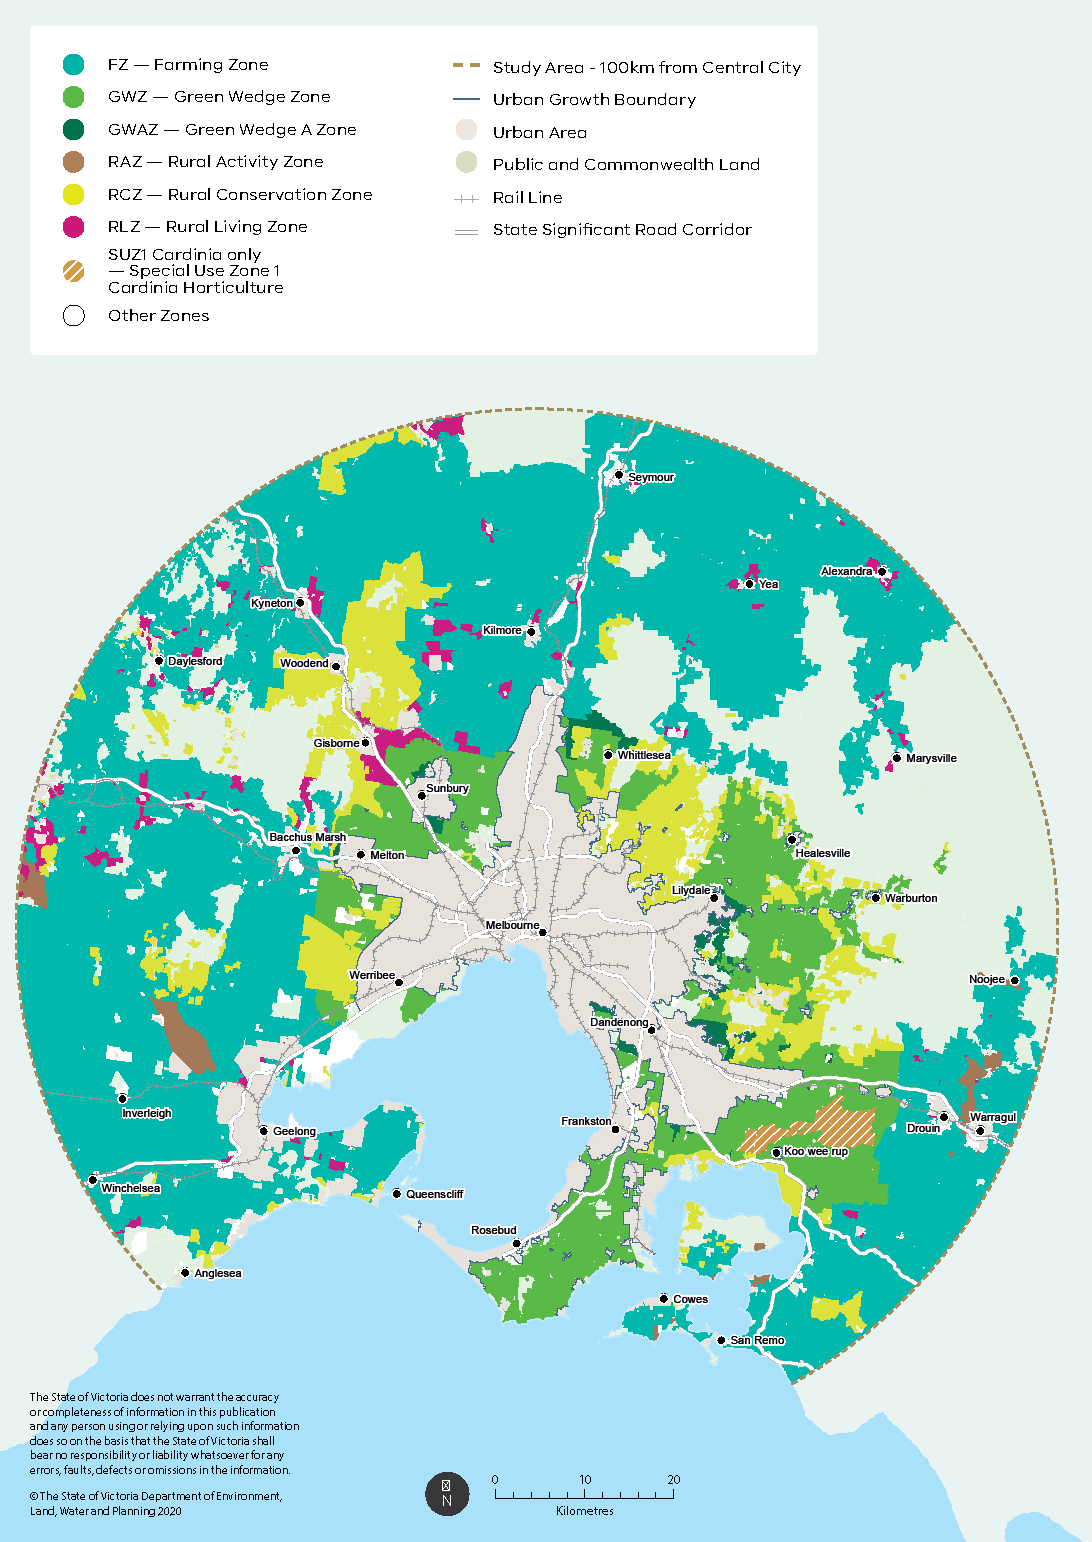 FZ — Farming Zone
GWZ — Green Wedge Zone
GWAZ — Green Wedge A Zone
RAZ — Rural Activity Zone
RCZ — Rural Conservation Zone
RLZ — Rural Living Zone
SUZ1 Cardinia only
— Special Use Zone 1
Cardinia Horticulture
Other Zones
Study Area - 100km from Central City
Urban Growth Boundary
Urban Area
Public and Commonwealth Land
Rail Line
State Significant Road Corridor
Seymour
Alexandra
Yea
Kyneton
Kilmore
Daylesford
Woodend
Gisborne
Whittlesea
Marysville
Sunbury
Bacchus Marsh
Melton
Healesville
Lilydale
Warburton
Melbourne
Werribee
Noojee
Dandenong
Inverleigh
Geelong
Frankston
Drouin
Warragul
Koo wee rup
Winchelsea
Queenscliff
Rosebud
Anglesea
Cowes
San Remo
The State of Victoria does not warrant the accuracy
or completeness of information in this publication
and any person using or relying upon such information
does so on the basis that the State of Victoria shall
bear no responsibility or liability whatsoever for any
errors, faults, defects or omissions in the information.
© The State of Victoria Department of Environment,
Land, Water and Planning 2020
N
0 10 20
Kilometres